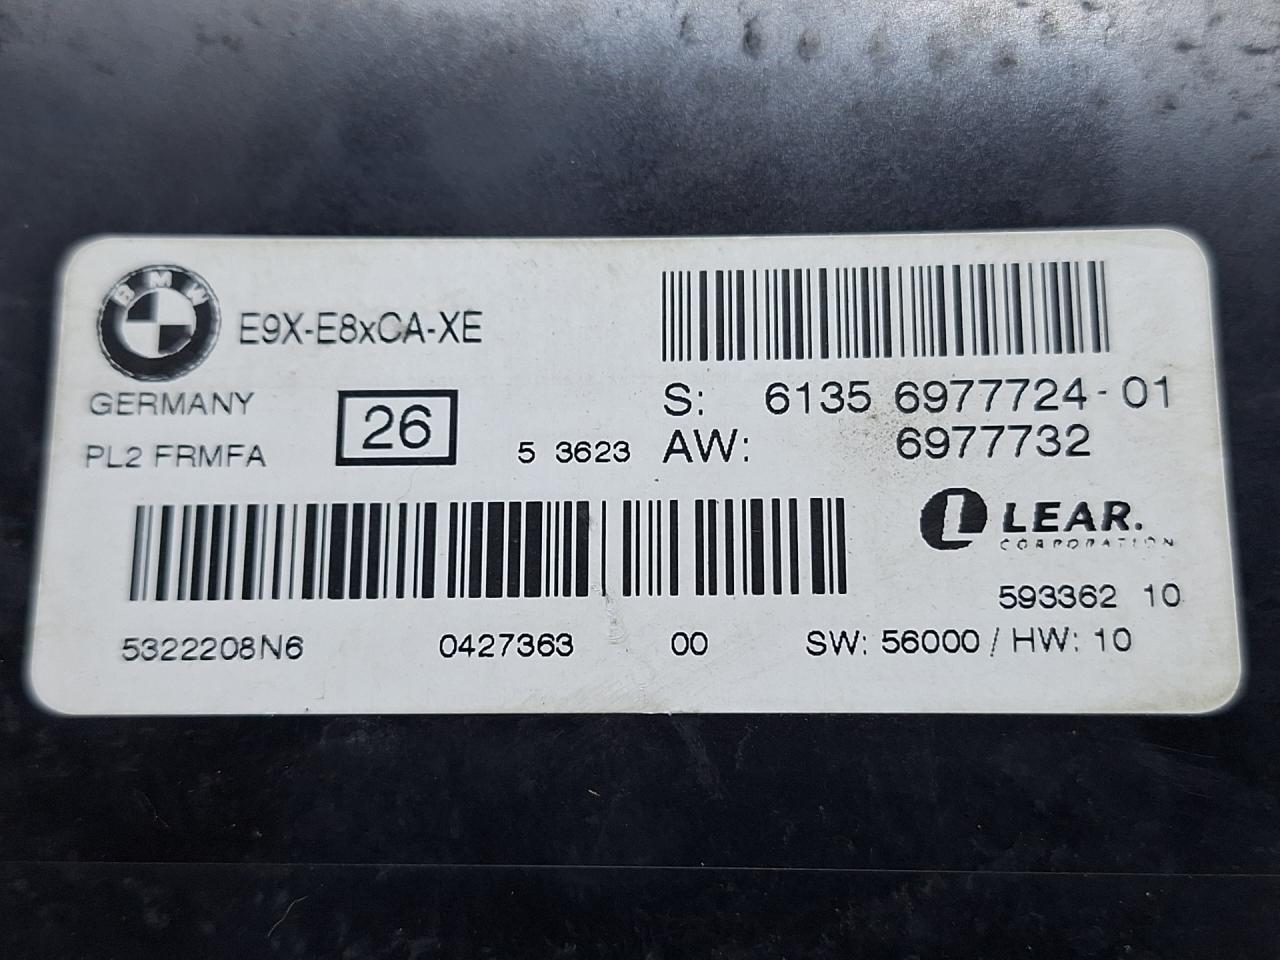 BMW
E9X-E8xCA-XE
GERMANY
PL2 FRMFA
26
5 3623
S: 6135 6977724-01
AW: 6977732
LEAR.
CORPORATION
593362 10
5322208N6 0427363 00 SW: 56000 / HW: 10